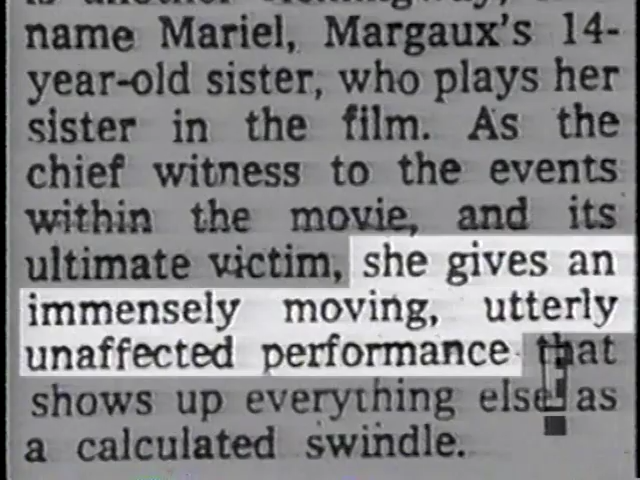 name Mariel, Margaux's 14-
year-old sister, who plays her
sister in the film. As the
chief witness to the events
within the movie, and its
ultimate victim, she gives an
immensely moving, utterly
unaffected performance that
shows up everything else as
a calculated swindle.